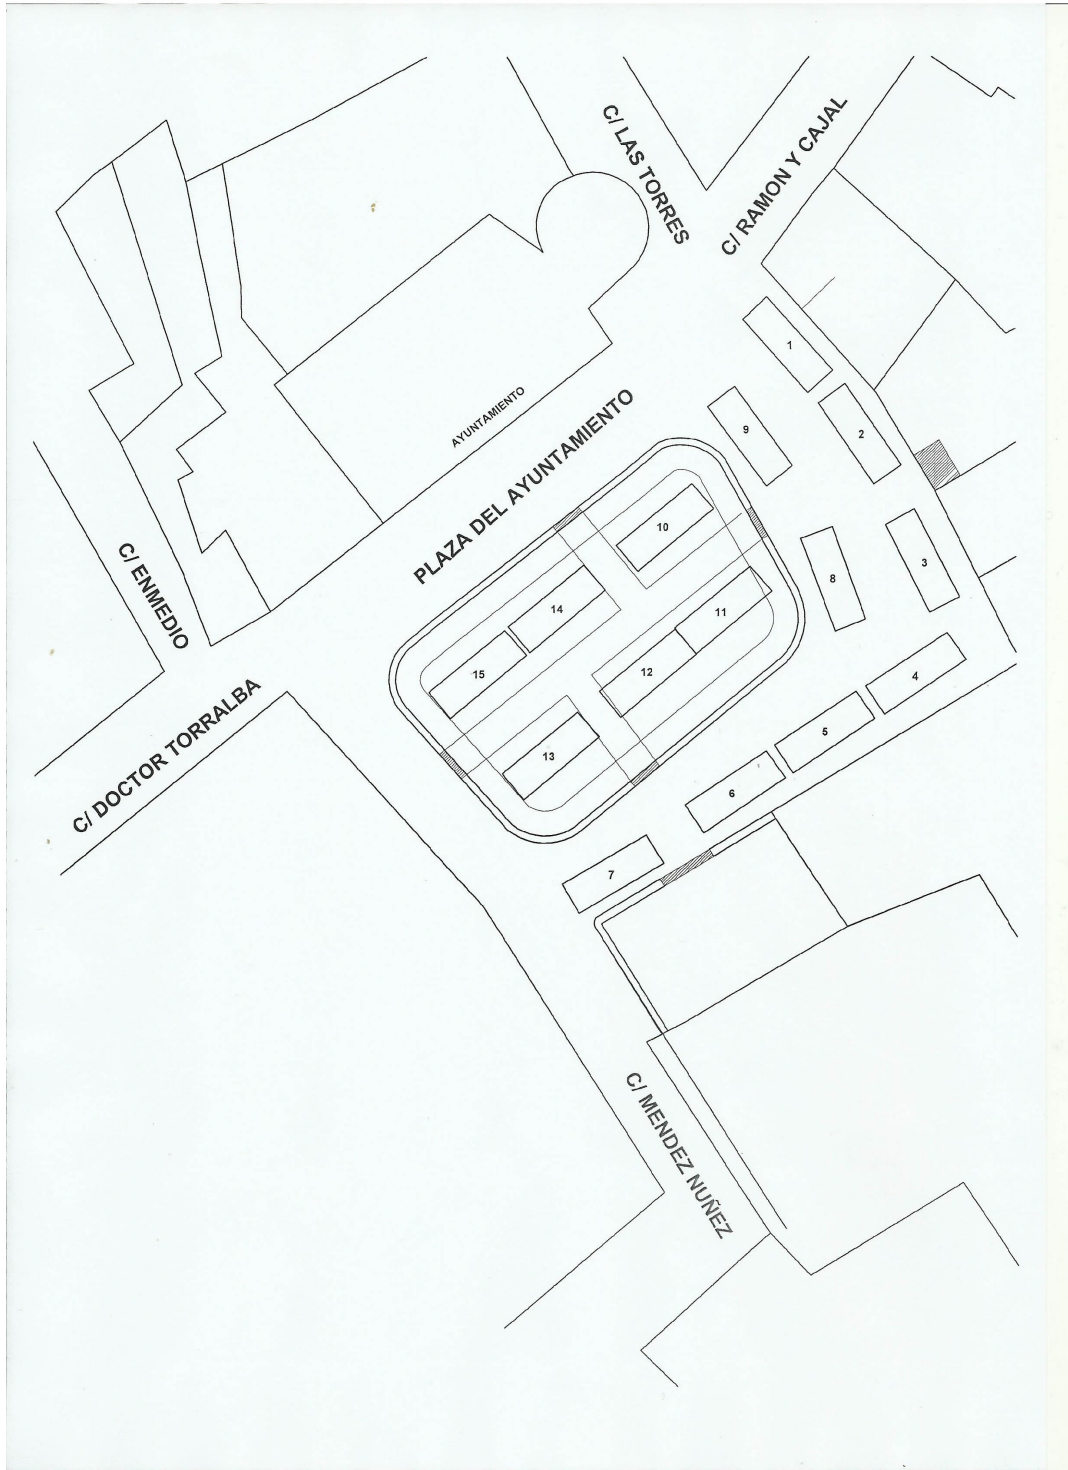 C/ LAS TORRES
C/ RAMON Y CAJAL
1
AYUNTAMIENTO
PLAZA DEL AYUNTAMIENTO
9
2
10
3
8
C/ ENMEDIO
14
11
15
12
4
C/ DOCTOR TORRALBA
5
13
6
7
C/ MENDEZ NUÑEZ